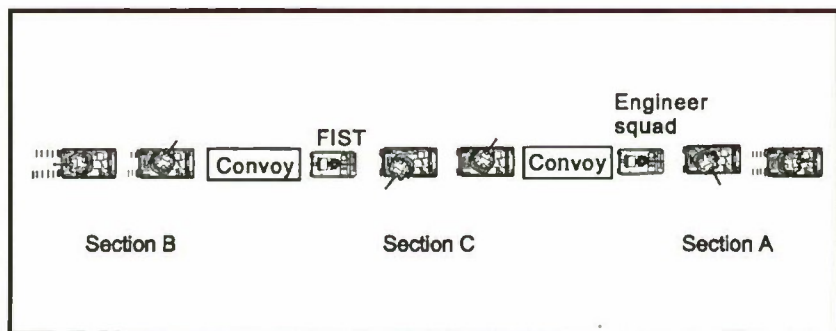 Engineer
squad
FIST
Convoy
Convoy
Section B
Section C
Section A